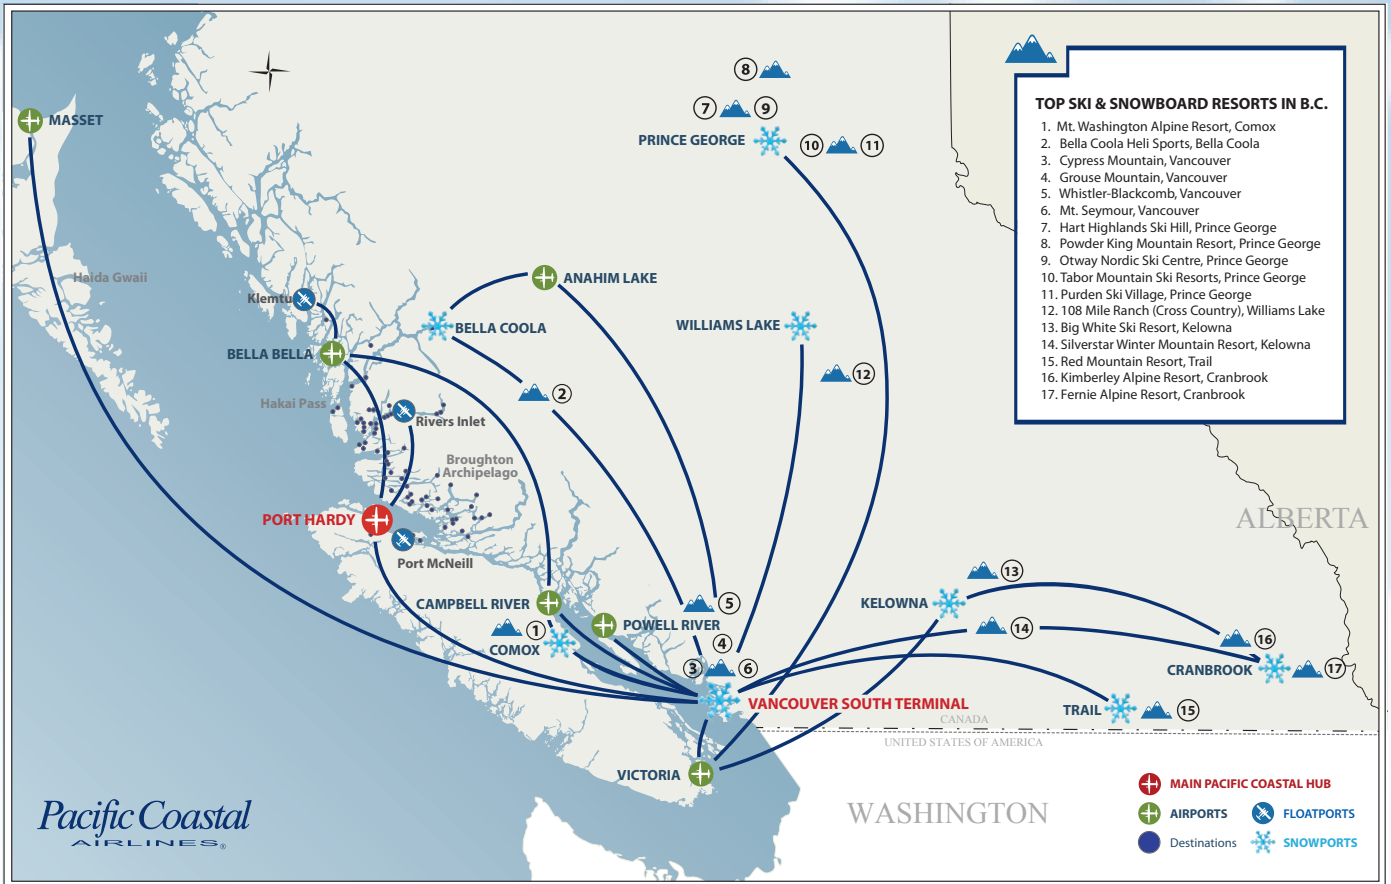 TOP SKI & SNOWBOARD RESORTS IN B.C.
1. Mt. Washington Alpine Resort, Comox
2. Bella Coola Heli Sports, Bella Coola
3. Cypress Mountain, Vancouver
4. Grouse Mountain, Vancouver
5. Whistler-Blackcomb, Vancouver
6. Mt. Seymour, Vancouver
7. Hart Highlands Ski Hill, Prince George
8. Powder King Mountain Resort, Prince George
9. Otway Nordic Ski Centre, Prince George
10. Tabor Mountain Ski Resorts, Prince George
11. Purden Ski Village, Prince George
12. 108 Mile Ranch (Cross Country), Williams Lake
13. Big White Ski Resort, Kelowna
14. Silverstar Winter Mountain Resort, Kelowna
15. Red Mountain Resort, Trail
16. Kimberley Alpine Resort, Cranbrook
17. Fernie Alpine Resort, Cranbrook
8
7 9
MASSET
PRINCE GEORGE
10 11
Haida Gwaii
ANAHIM LAKE
Klemtu
BELLA COOLA
WILLIAMS LAKE
BELLA BELLA
12
2
Hakai Pass
Rivers Inlet
Broughton
Archipelago
PORT HARDY
ALBERTA
Port McNeill
13
CAMPBELL RIVER
5
KELOWNA
POWELL RIVER
1
14
16
COMOX
4
3 6
CRANBROOK
17
VANCOUVER SOUTH TERMINAL
TRAIL
15
CANADA
UNITED STATES OF AMERICA
VICTORIA
WASHINGTON
Pacific Coastal
AIRLINES®
MAIN PACIFIC COASTAL HUB
AIRPORTS
FLOATPORTS
Destinations
SNOWPORTS